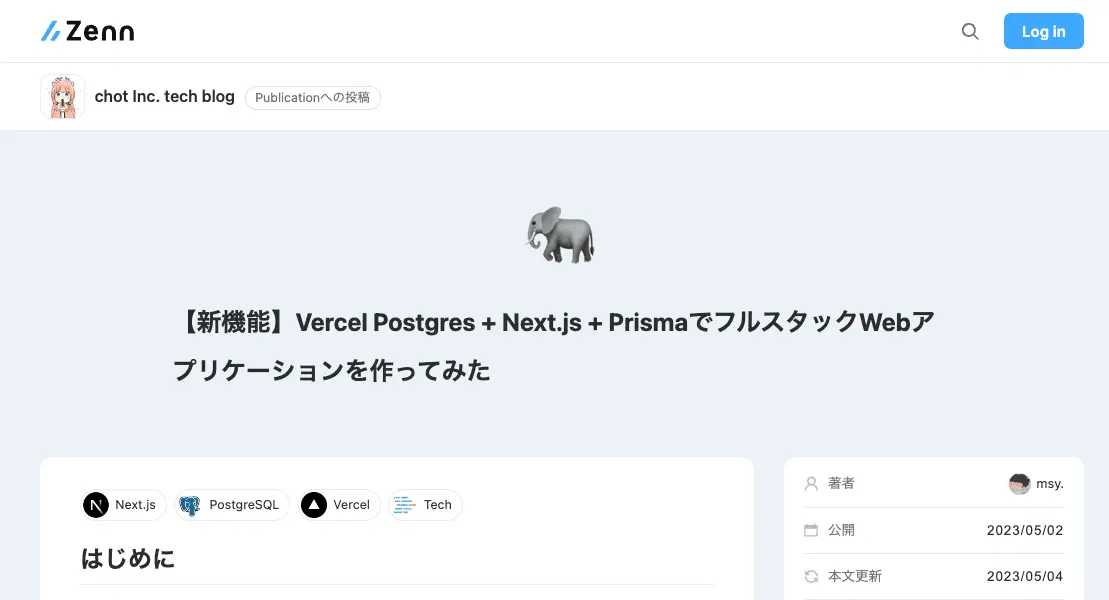 Zenn
Log in
chot Inc. tech blog
Publicationへの投稿
【新機能】Vercel Postgres + Next.js + PrismaでフルスタックWebア
プリケーションを作ってみた
Next.js
PostgreSQL
Vercel
Tech
はじめに
著者
msy.
公開
2023/05/02
本文更新
2023/05/04